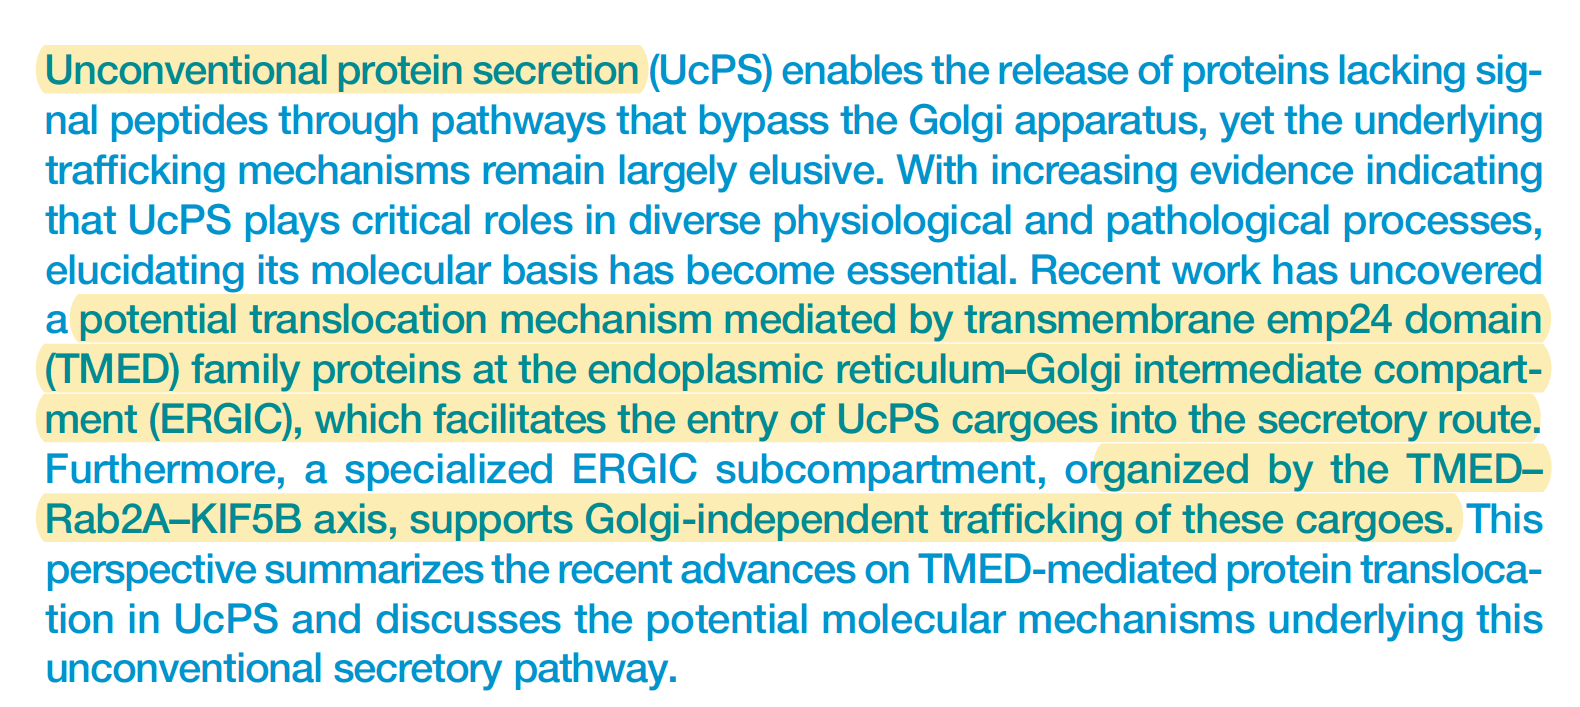 Unconventional protein secretion (UcPS) enables the release of proteins lacking sig-
nal peptides through pathways that bypass the Golgi apparatus, yet the underlying
trafficking mechanisms remain largely elusive. With increasing evidence indicating
that UcPS plays critical roles in diverse physiological and pathological processes,
elucidating its molecular basis has become essential. Recent work has uncovered
a potential translocation mechanism mediated by transmembrane emp24 domain
(TMED) family proteins at the endoplasmic reticulum–Golgi intermediate compart-
ment (ERGIC), which facilitates the entry of UcPS cargoes into the secretory route.
Furthermore, a specialized ERGIC subcompartment, organized by the TMED–
Rab2A–KIF5B axis, supports Golgi-independent trafficking of these cargoes. This
perspective summarizes the recent advances on TMED-mediated protein transloca-
tion in UcPS and discusses the potential molecular mechanisms underlying this
unconventional secretory pathway.